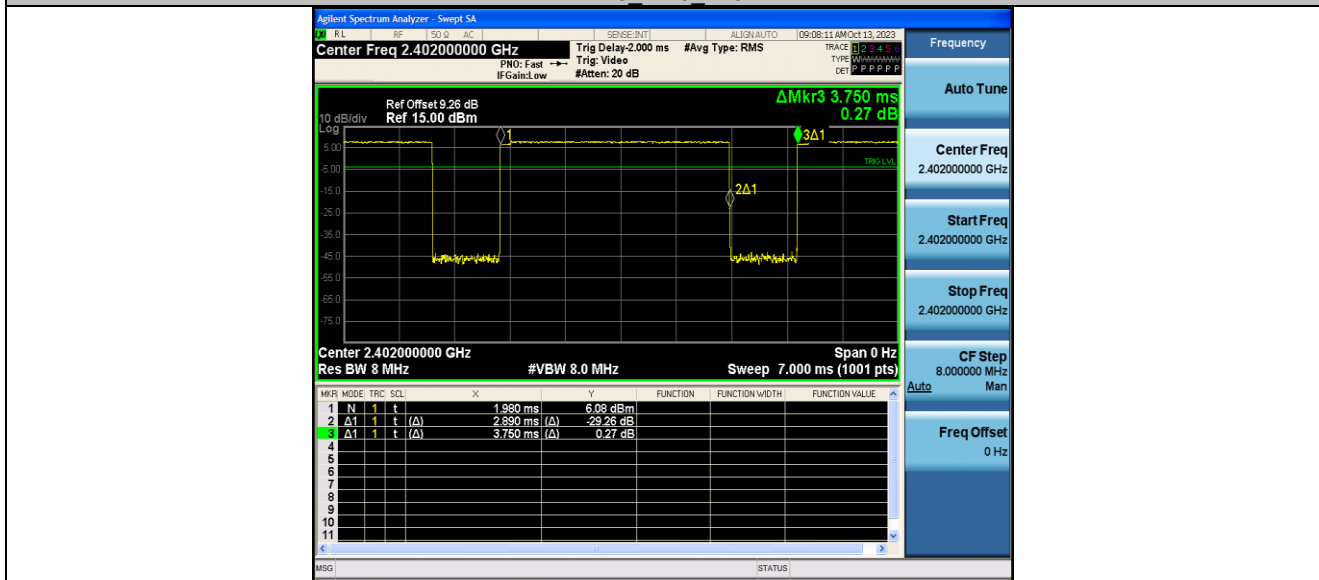 Agilent Spectrum Analyzer - Swept SA
RL RF 50 Ω AC SENSE:INT ALIGNAUTO 09:08:11 AM Oct 13, 2023
Center Freq 2.402000000 GHz
PNO: Fast
IFGain:Low
Trig Delay-2.000 ms
Trig: Video
#Atten: 20 dB
#Avg Type: RMS
TRACE 1 2 3 4 5 6
TYPE
DET P P P P P P
ΔMkr3 3.750 ms
0.27 dB
Ref Offset 9.26 dB
10 dB/div Ref 15.00 dBm
Log
1
3Δ1
5.00
TRIG LVL
-5.00
2Δ1
-15.0
-25.0
-35.0
-45.0
-55.0
-65.0
-75.0
Center 2.402000000 GHz Span 0 Hz
Res BW 8 MHz #VBW 8.0 MHz Sweep 7.000 ms (1001 pts)
MKR MODE TRC SCL X Y FUNCTION FUNCTION WIDTH FUNCTION VALUE
1 N 1 t 1.980 ms 6.08 dBm
2 Δ1 1 t (Δ) 2.890 ms (Δ) -29.26 dB
3 Δ1 1 t (Δ) 3.750 ms (Δ) 0.27 dB
4
5
6
7
8
9
10
11
MSG STATUS
Frequency
Auto Tune
Center Freq
2.402000000 GHz
Start Freq
2.402000000 GHz
Stop Freq
2.402000000 GHz
CF Step
8.000000 MHz
Auto Man
Freq Offset
0 Hz